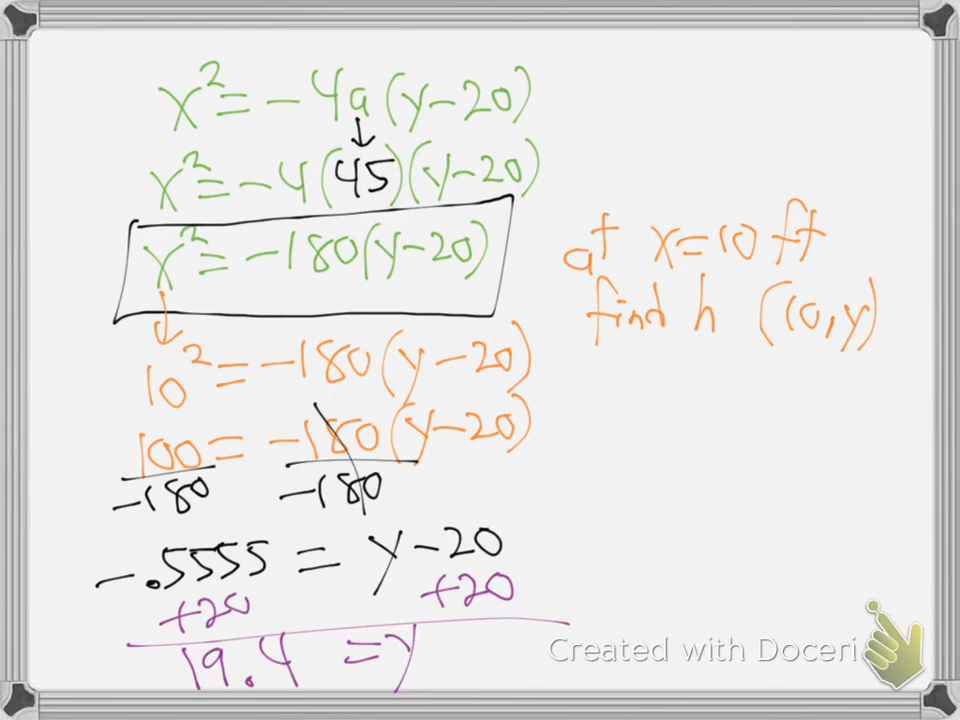 x² = -4a(y-20)
x² = -4(45)(y-20)
x² = -180(y-20)
at x=10 ft
find h (10,y)
10² = -180(y-20)
100 = -180(y-20)
-180 -180
-.5555 = y-20
+20 +20
19.4 = y
Created with Doceri